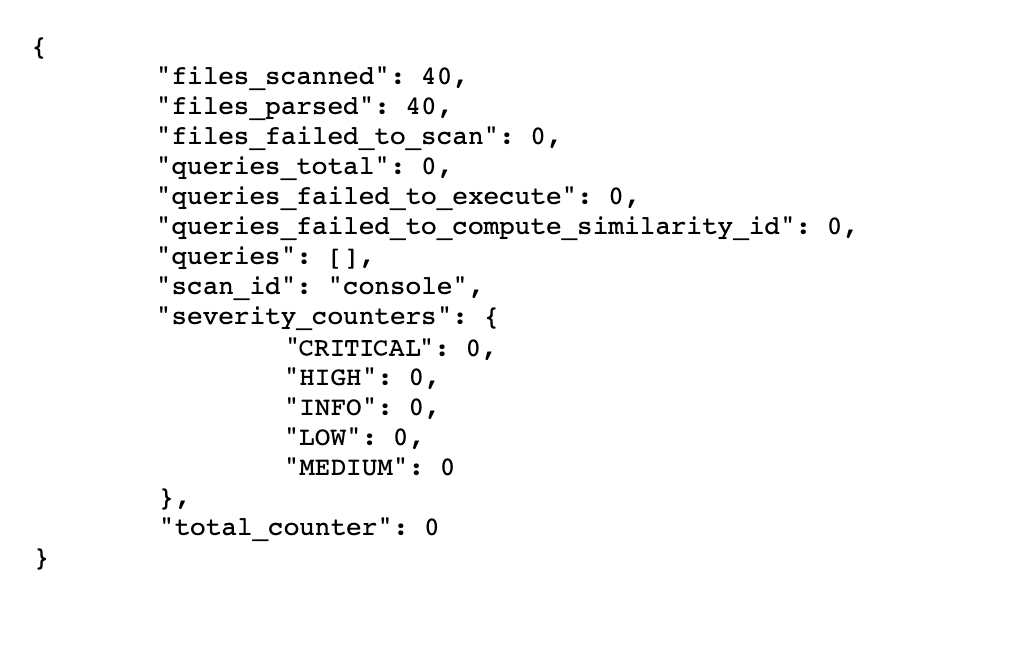 {
"files_scanned": 40,
"files_parsed": 40,
"files_failed_to_scan": 0,
"queries_total": 0,
"queries_failed_to_execute": 0,
"queries_failed_to_compute_similarity_id": 0,
"queries": [],
"scan_id": "console",
"severity_counters": {
"CRITICAL": 0,
"HIGH": 0,
"INFO": 0,
"LOW": 0,
"MEDIUM": 0
},
"total_counter": 0
}